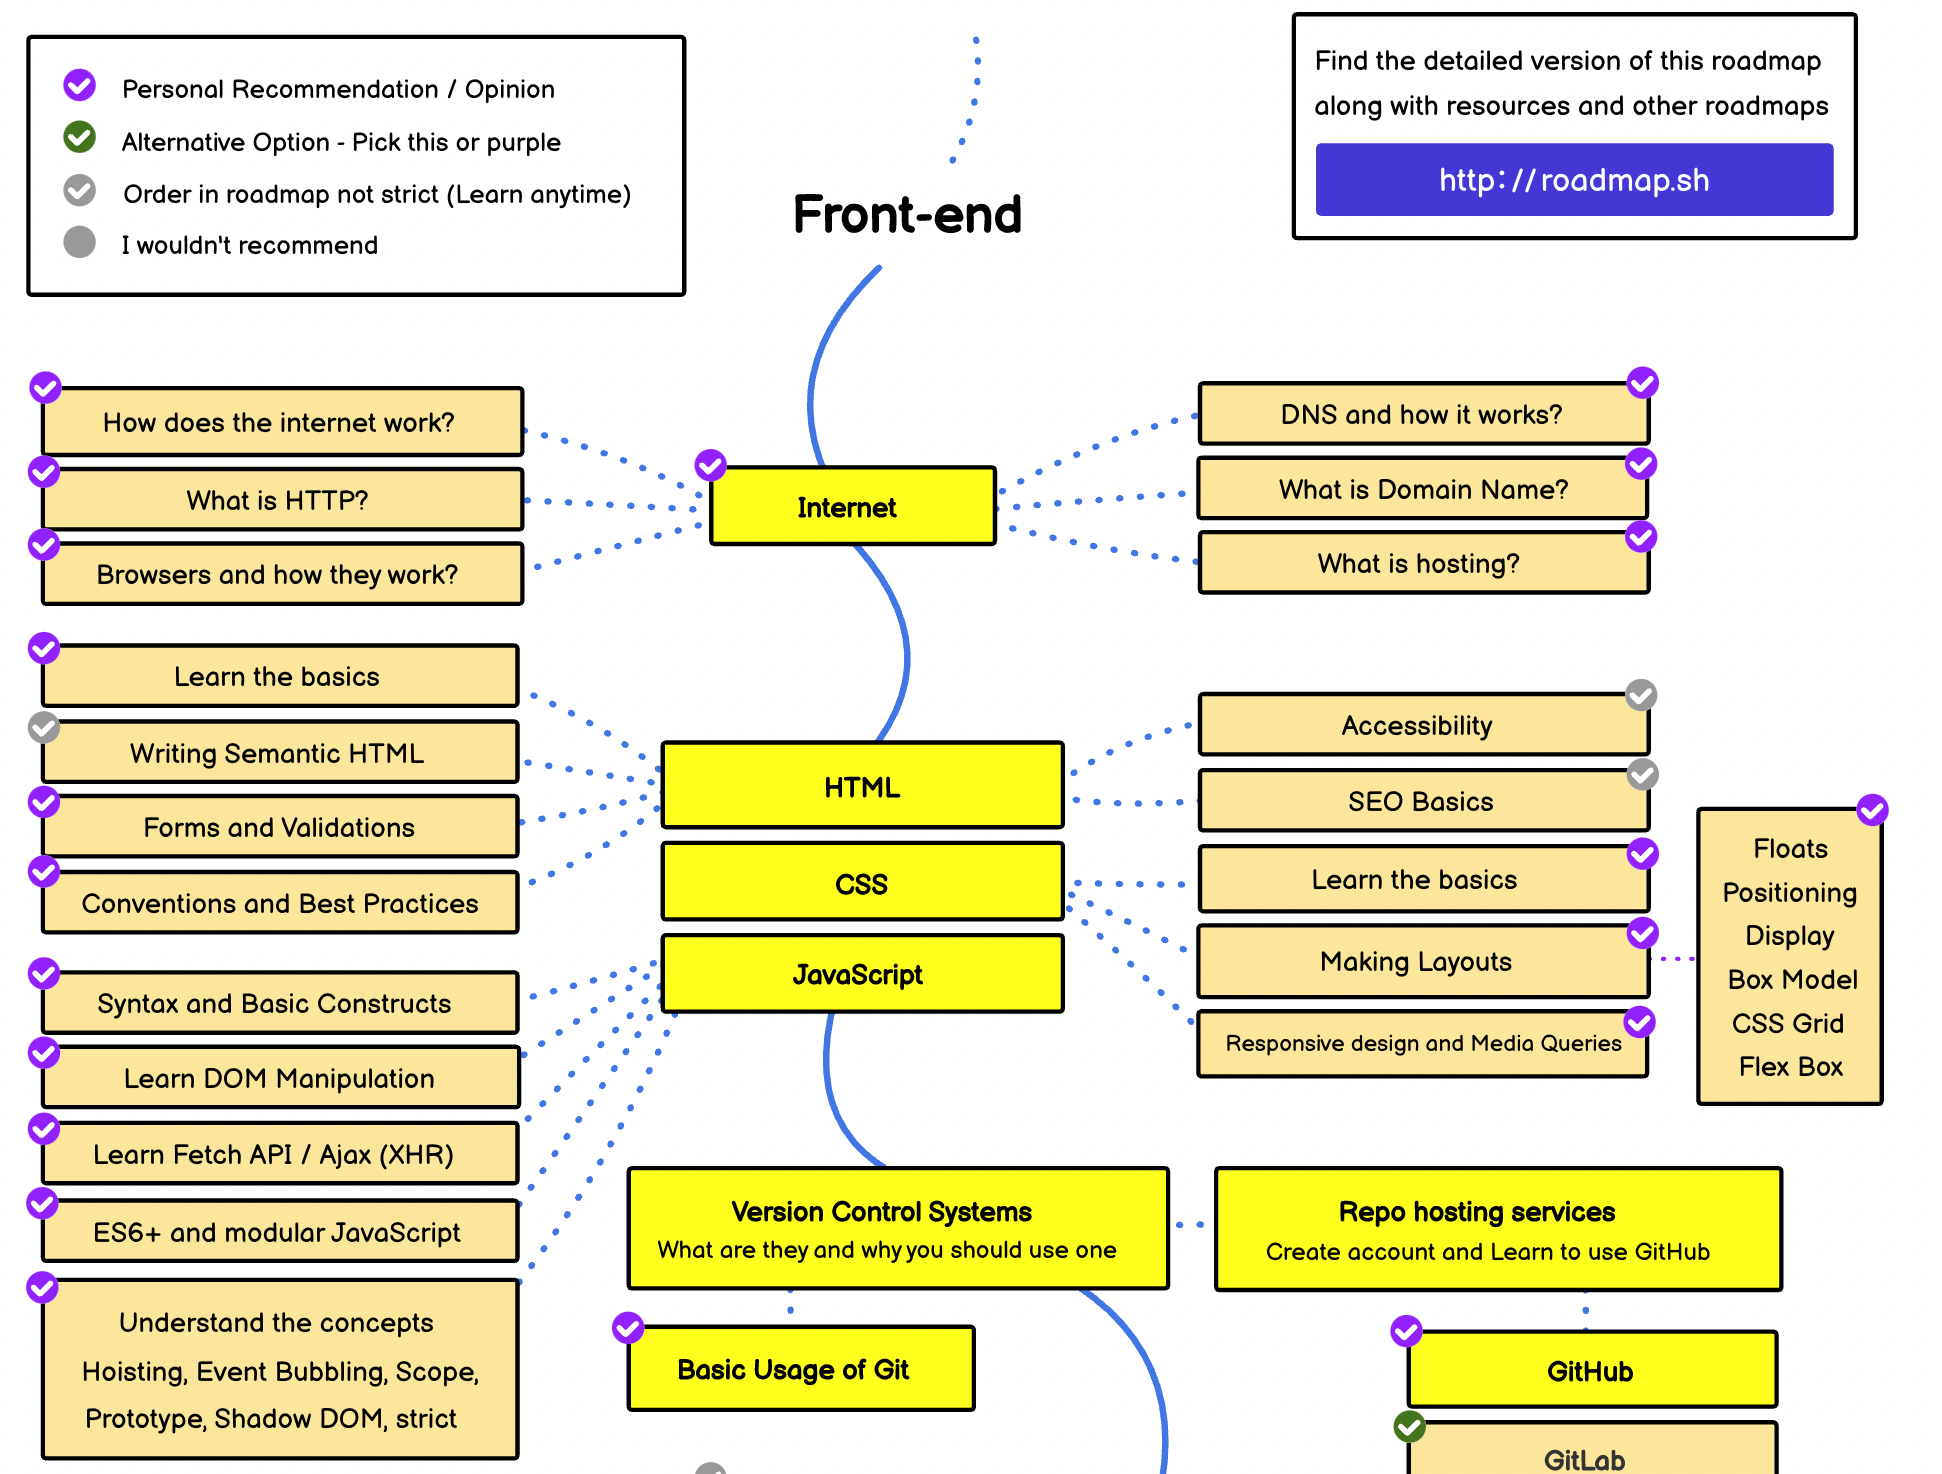 Personal Recommendation / Opinion
Alternative Option - Pick this or purple
Order in roadmap not strict (Learn anytime)
I wouldn't recommend
Find the detailed version of this roadmap
along with resources and other roadmaps
http://roadmap.sh
Front-end
How does the internet work?
What is HTTP?
Browsers and how they work?
Internet
DNS and how it works?
What is Domain Name?
What is hosting?
Learn the basics
Writing Semantic HTML
Forms and Validations
Conventions and Best Practices
HTML
CSS
JavaScript
Accessibility
SEO Basics
Learn the basics
Making Layouts
Responsive design and Media Queries
Floats
Positioning
Display
Box Model
CSS Grid
Flex Box
Syntax and Basic Constructs
Learn DOM Manipulation
Learn Fetch API / Ajax (XHR)
ES6+ and modular JavaScript
Understand the concepts
Hoisting, Event Bubbling, Scope,
Prototype, Shadow DOM, strict
Version Control Systems
What are they and why you should use one
Repo hosting services
Create account and Learn to use GitHub
Basic Usage of Git
GitHub
GitLab